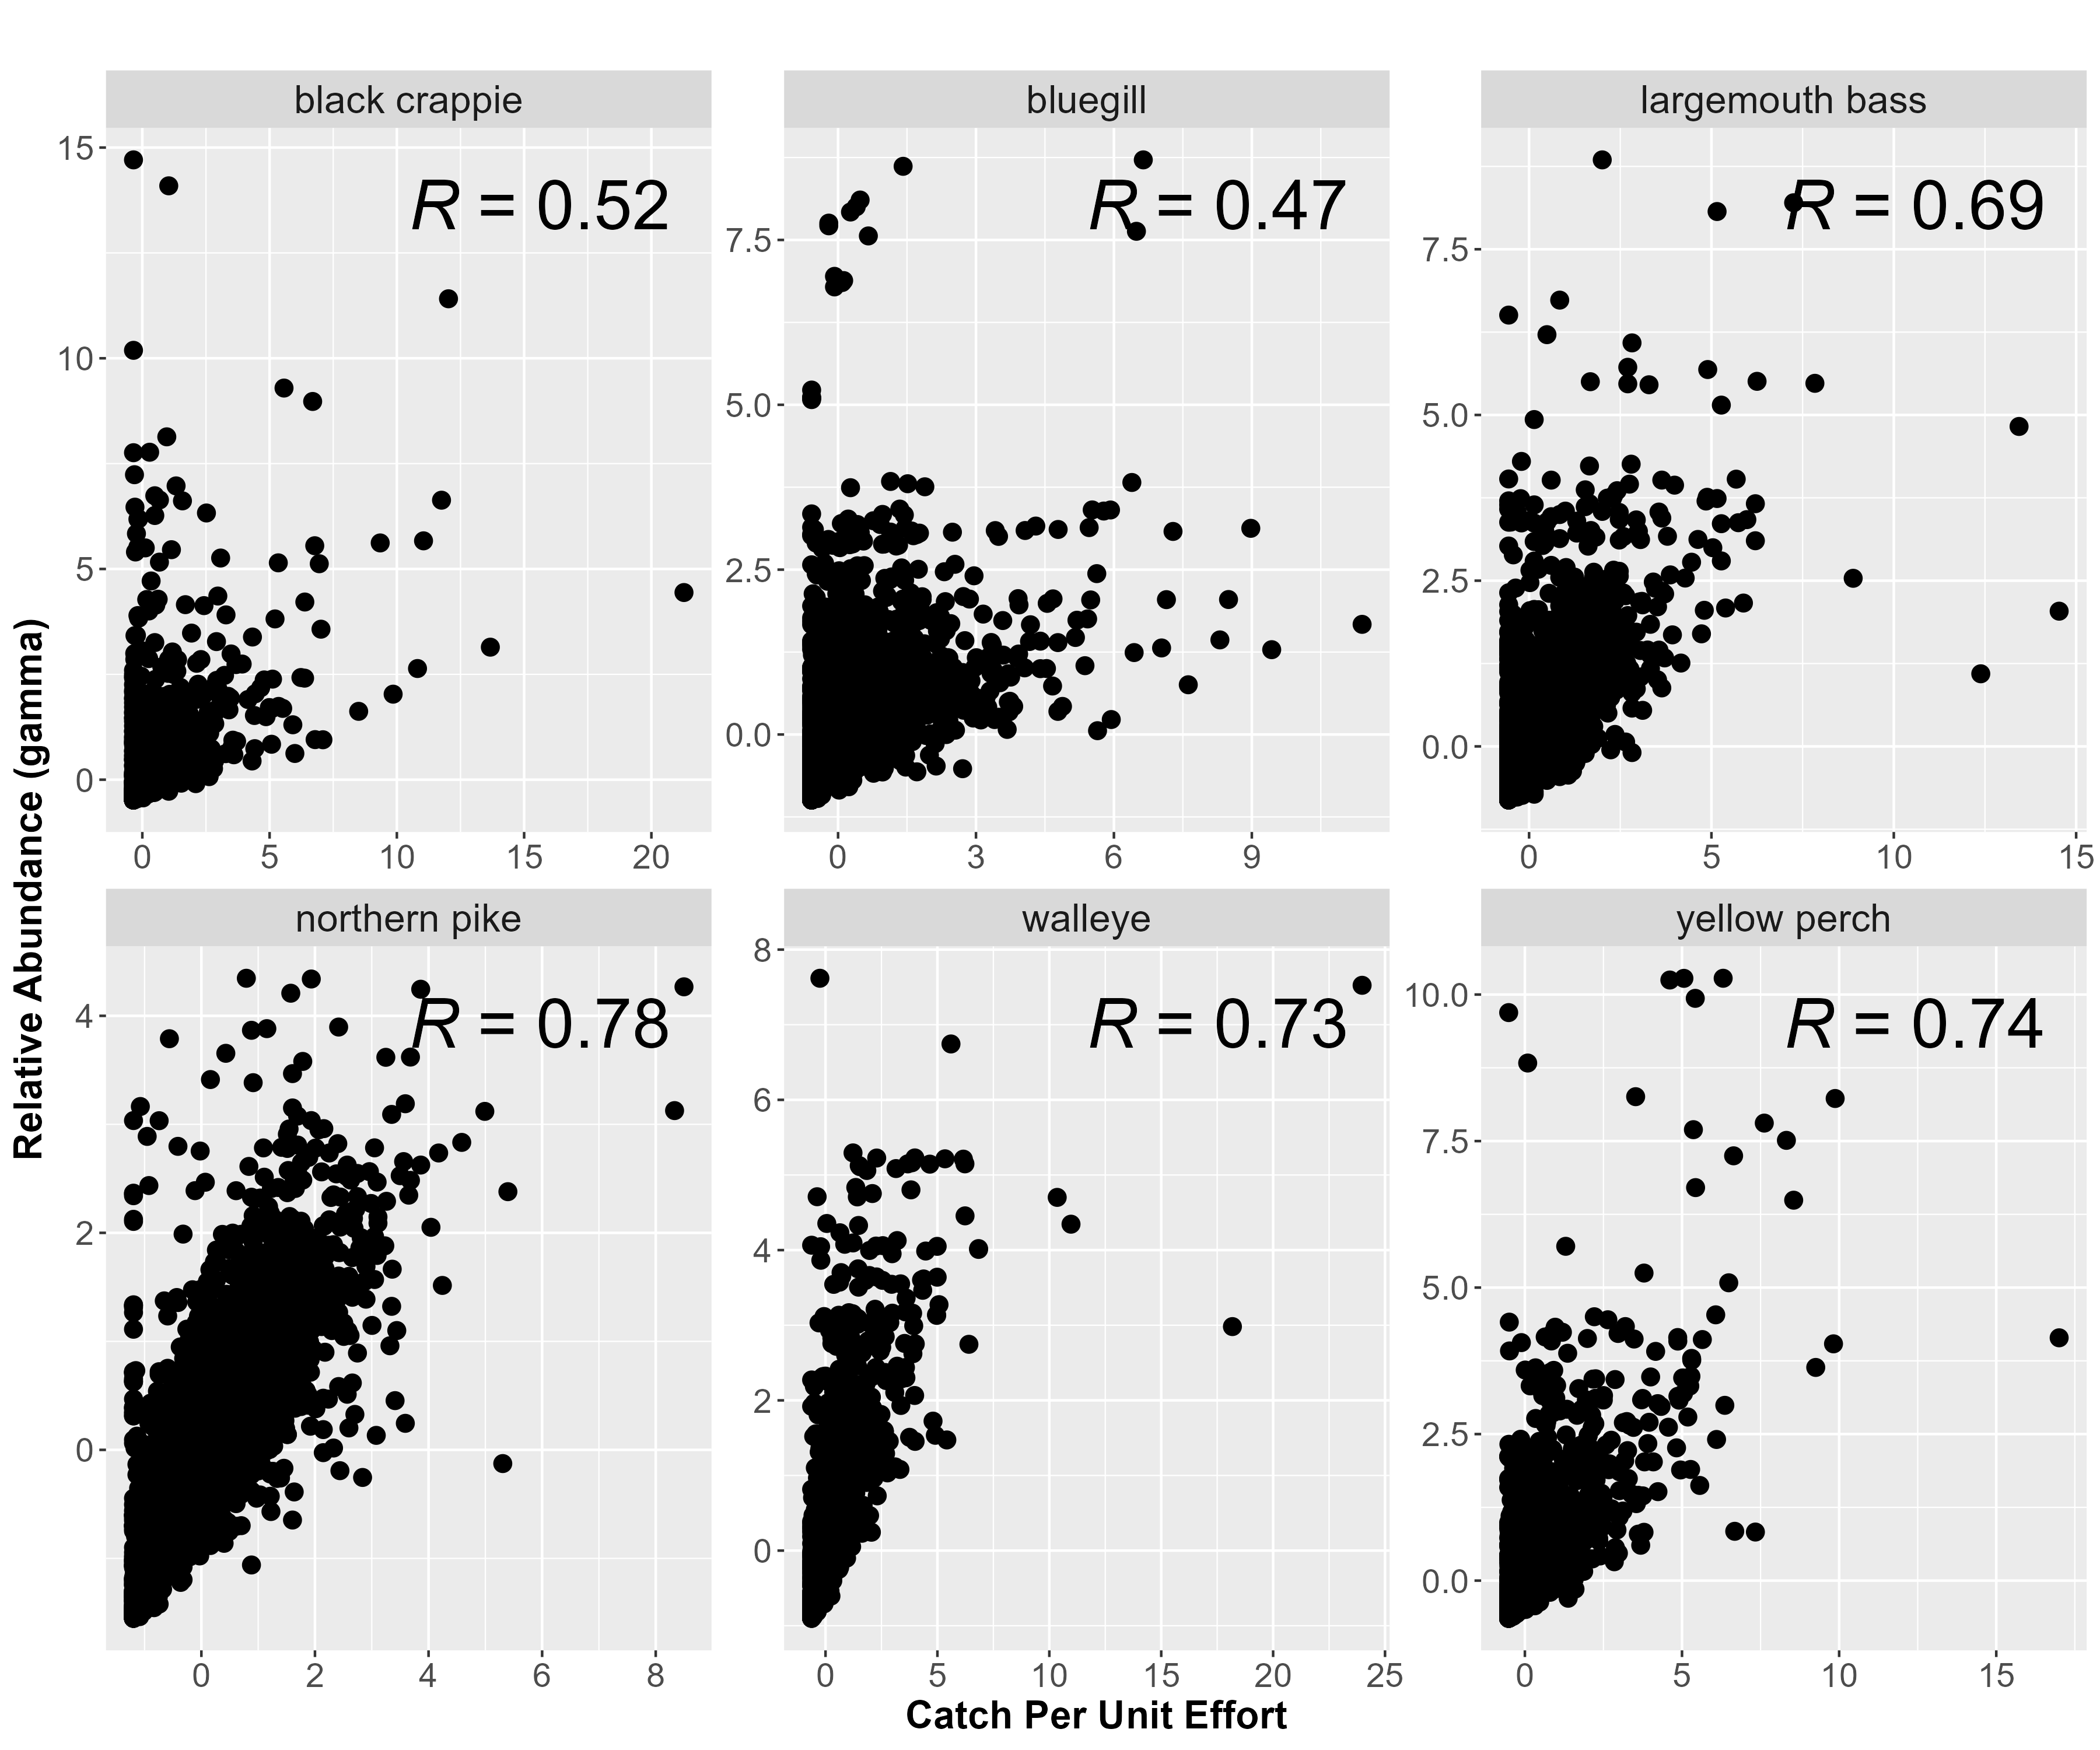 black crappie
bluegill
largemouth bass
R = 0.52
R = 0.47
R = 0.69
15
10
5
0
7.5
5.0
2.5
0.0
7.5
5.0
2.5
0.0
0 5 10 15 20
0 3 6 9
0 5 10 15
northern pike
walleye
yellow perch
R = 0.78
R = 0.73
R = 0.74
4
2
0
8
6
4
2
0
10.0
7.5
5.0
2.5
0.0
0 2 4 6 8
0 5 10 15 20 25
0 5 10 15
Relative Abundance (gamma)
Catch Per Unit Effort